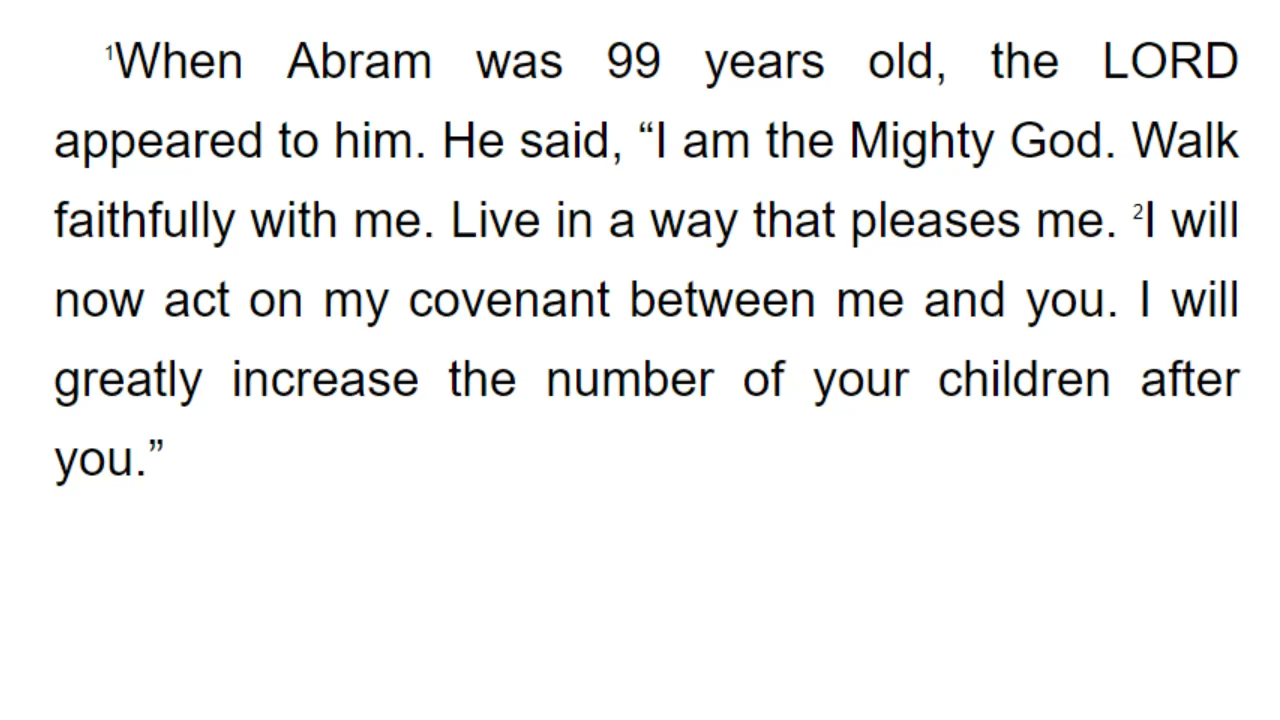 ¹When Abram was 99 years old, the LORD
appeared to him. He said, “I am the Mighty God. Walk
faithfully with me. Live in a way that pleases me. ²I will
now act on my covenant between me and you. I will
greatly increase the number of your children after
you.”